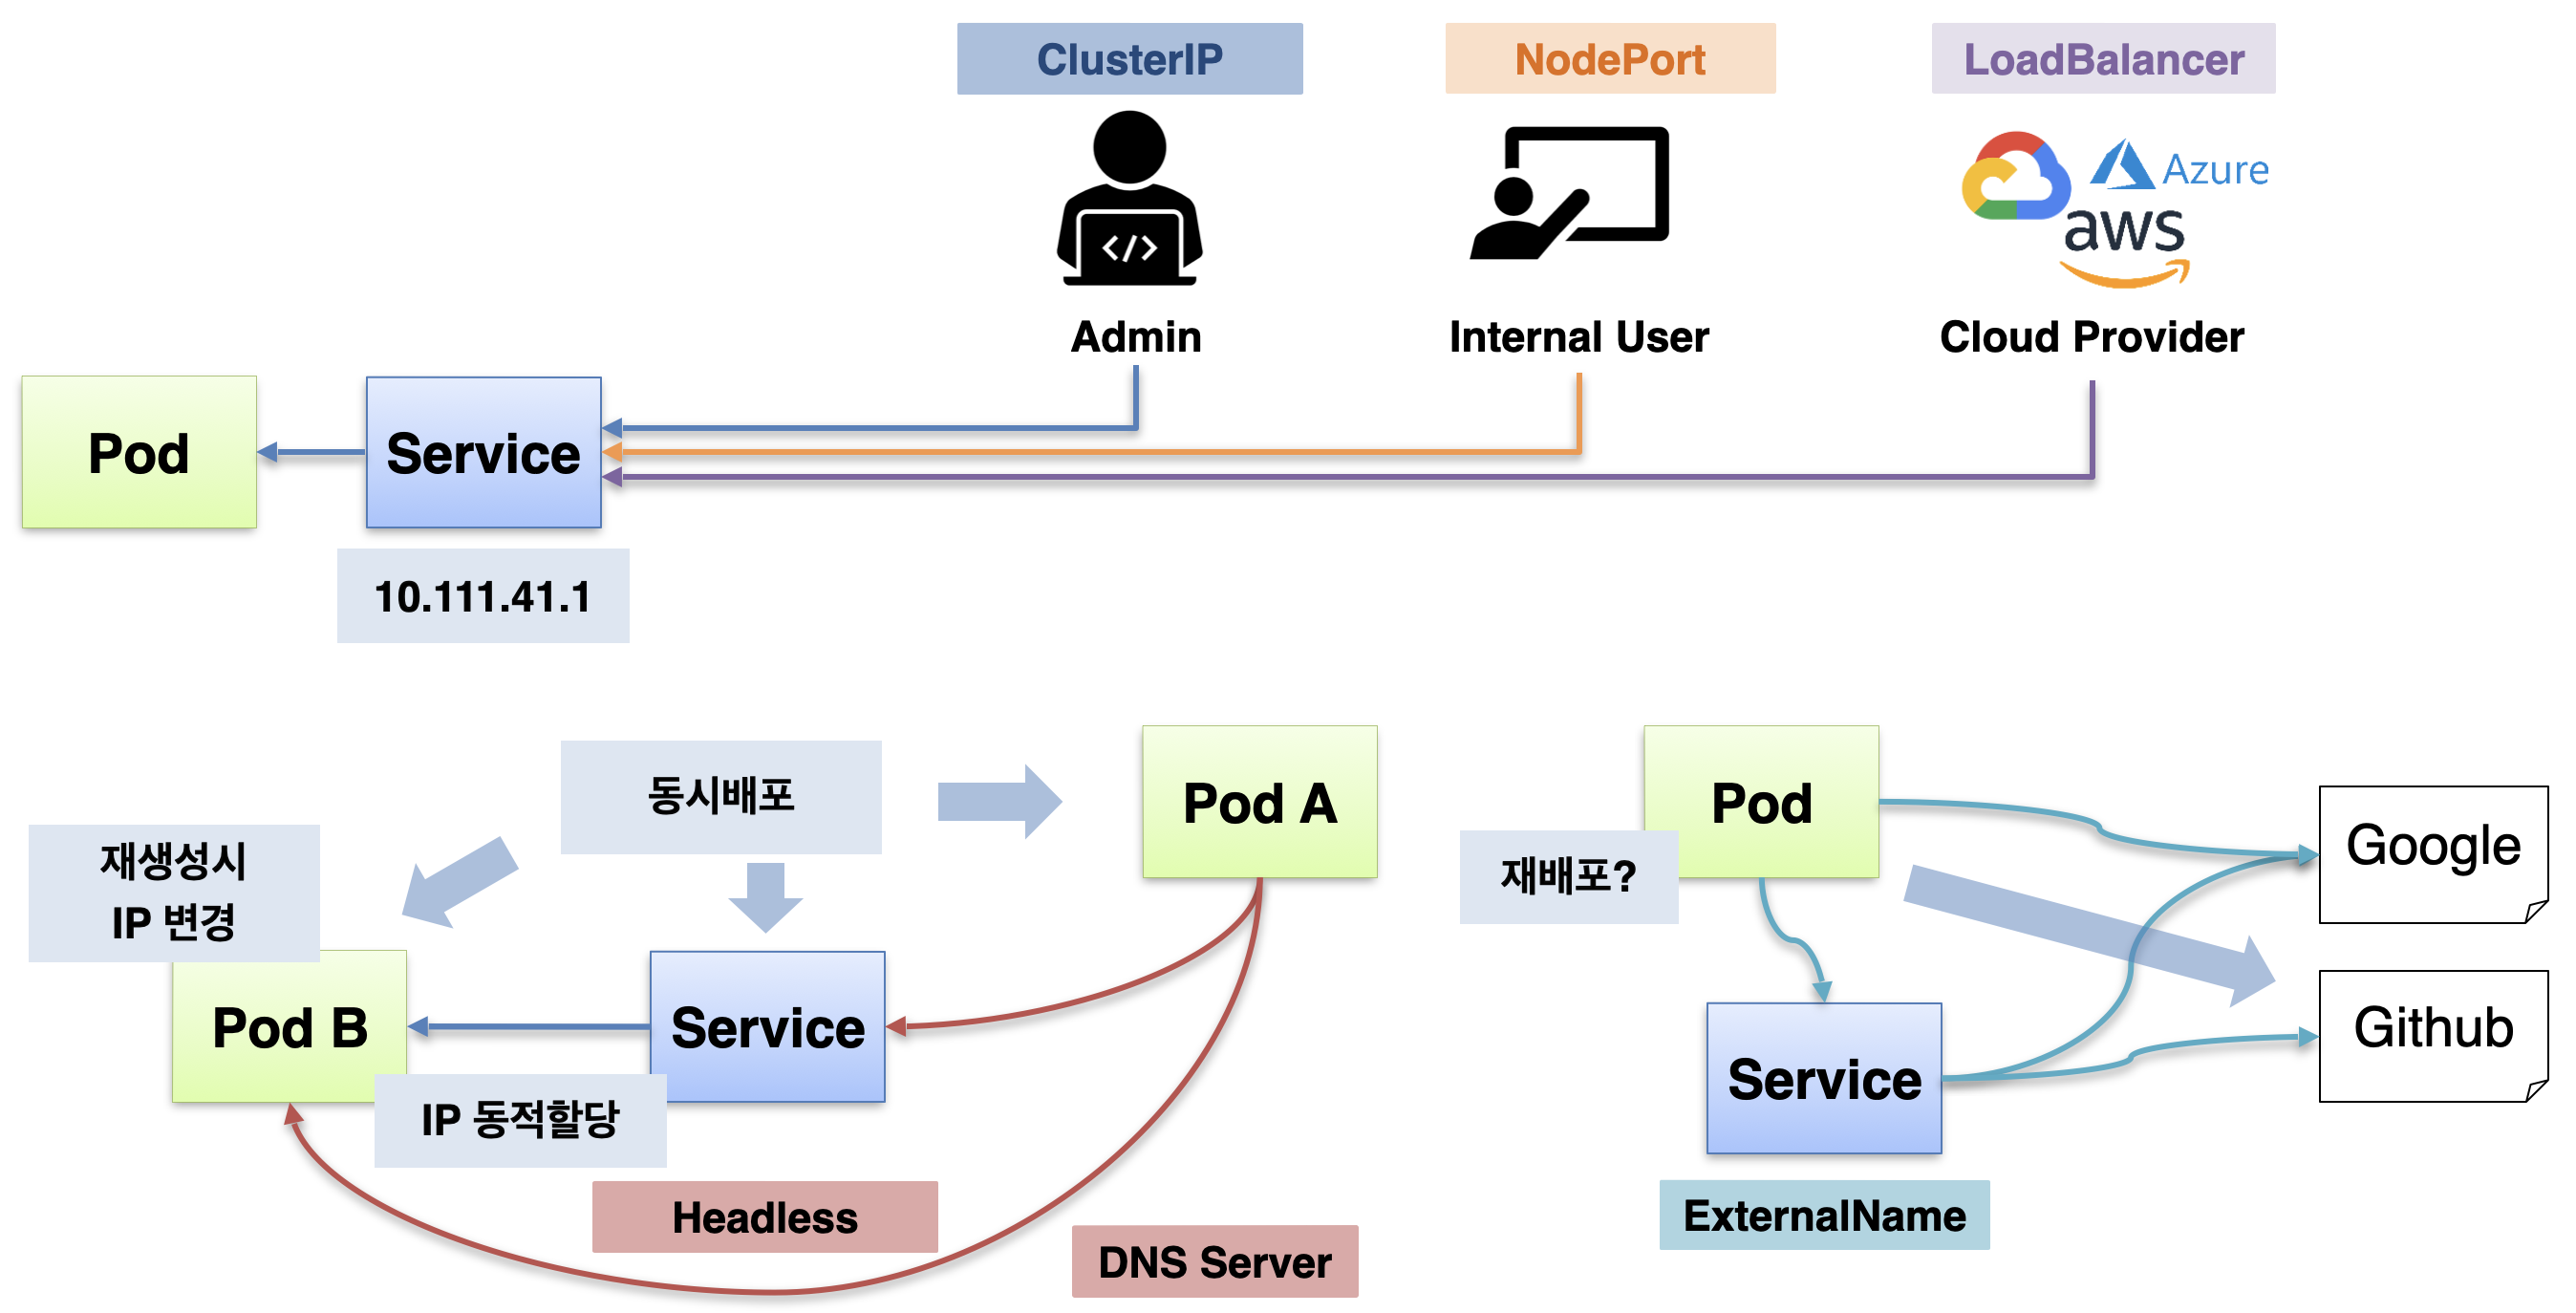 ClusterIP
NodePort
LoadBalancer
</>
Azure
aws
Admin
Internal User
Cloud Provider
Pod
Service
10.111.41.1
동시배포
Pod A
재생성시
IP 변경
Pod B
Service
IP 동적할당
Headless
DNS Server
Pod
재배포?
Google
Github
Service
ExternalName